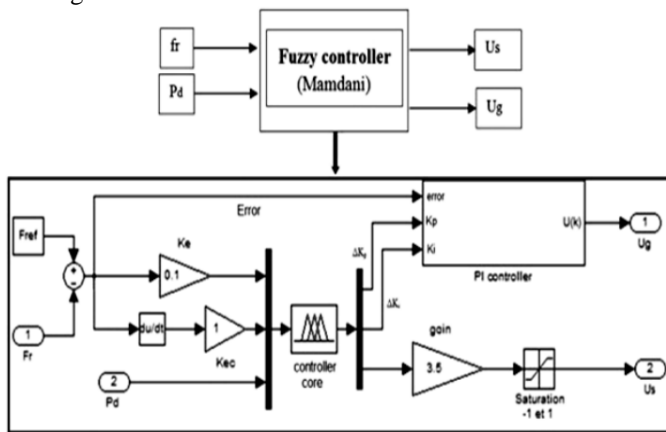 fr
Fuzzy controller
(Mamdani)
Us
Pd
Ug
Error
error
Fref
Ke
ΔKp
Kp
U(k)
1
Ug
+
−
0.1
Ki
PI controller
1
Fr
du/dt
1
Kec
controller
core
gain
3.5
2
Pd
Saturation
-1 et 1
2
Us